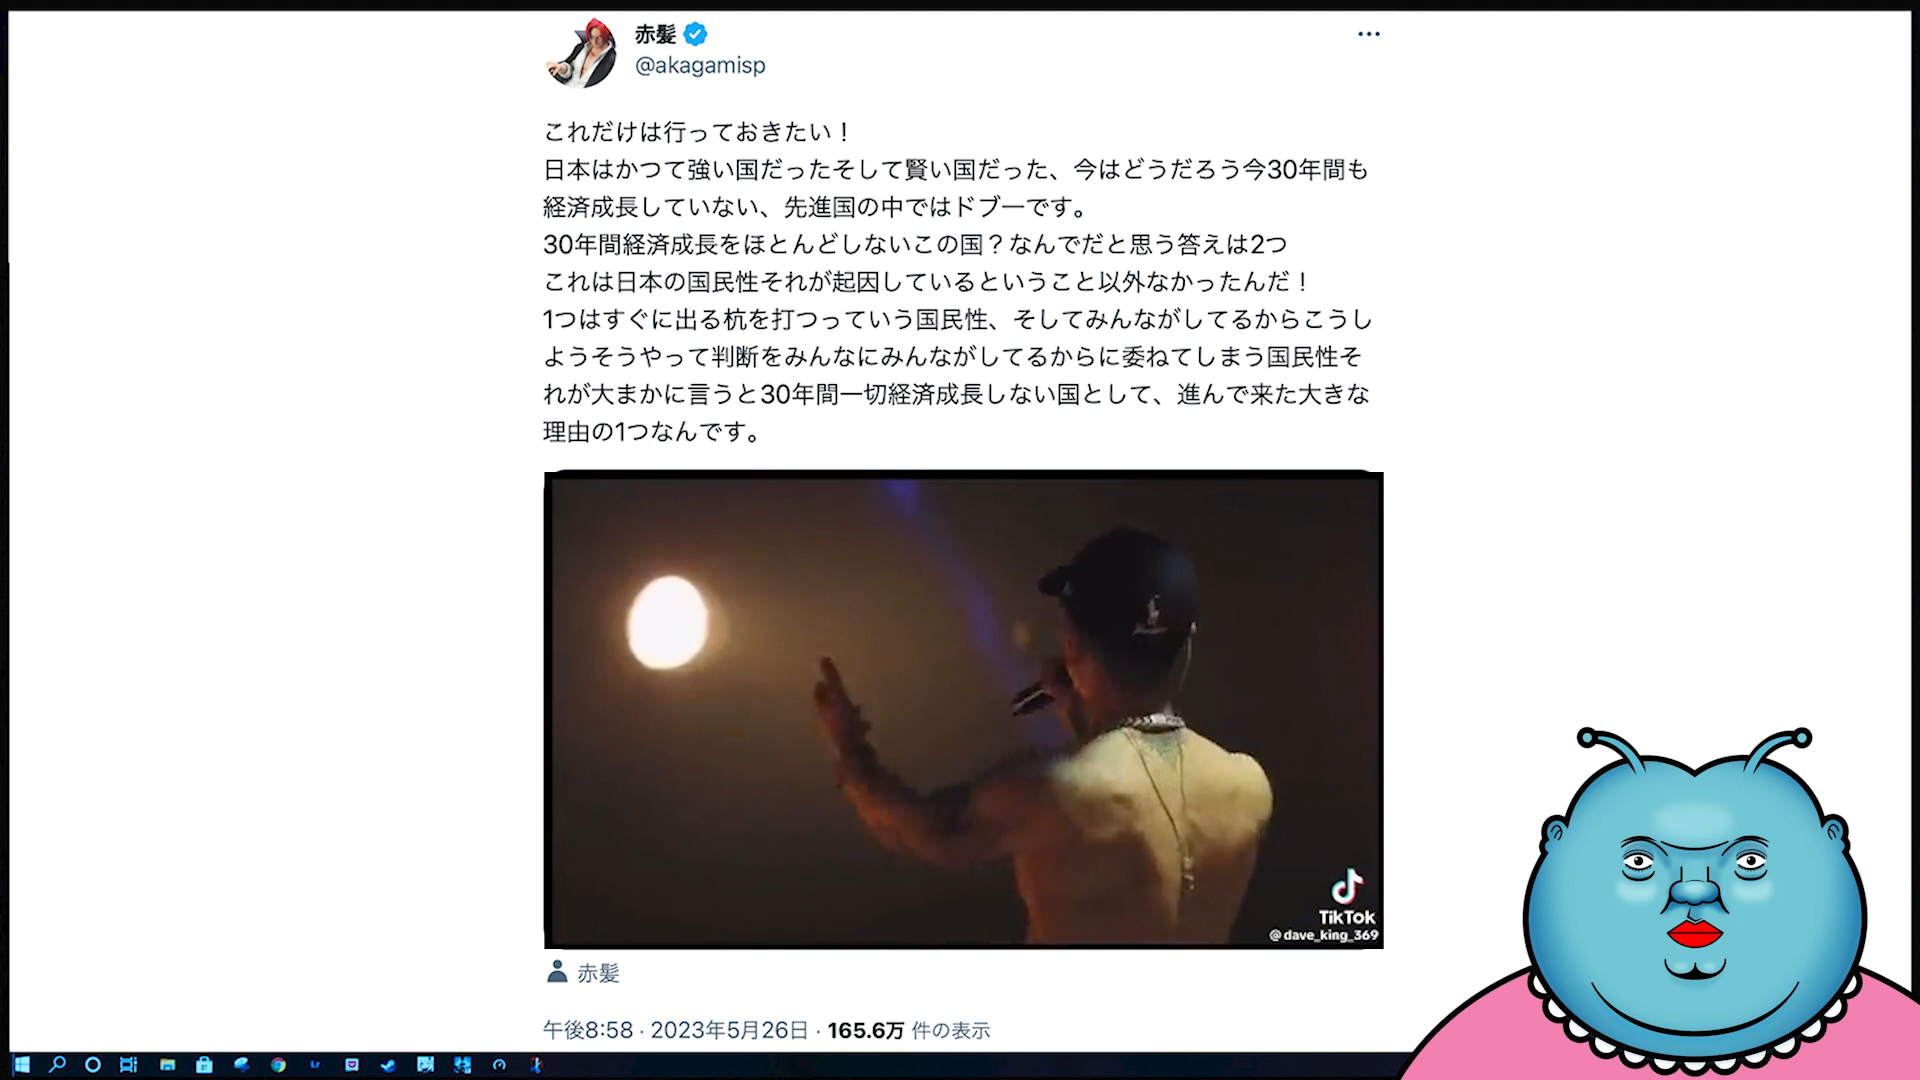 赤髪
@akagamisp
これだけは行っておきたい！
日本はかつて強い国だったそして賢い国だった、今はどうだろう今30年間も
経済成長していない、先進国の中ではドブーです。
30年間経済成長をほとんどしないこの国？なんでだと思う答えは2つ
これは日本の国民性それが起因しているということ以外なかったんだ！
1つはすぐに出る杭を打つっていう国民性、そしてみんながしてるからこうし
ようそうやって判断をみんなにみんながしてるからに委ねてしまう国民性そ
れが大まかに言うと30年間一切経済成長しない国として、進んで来た大きな
理由の1つなんです。
TikTok
@dave_king_369
赤髪
午後8:58 · 2023年5月26日 · 165.6万 件の表示